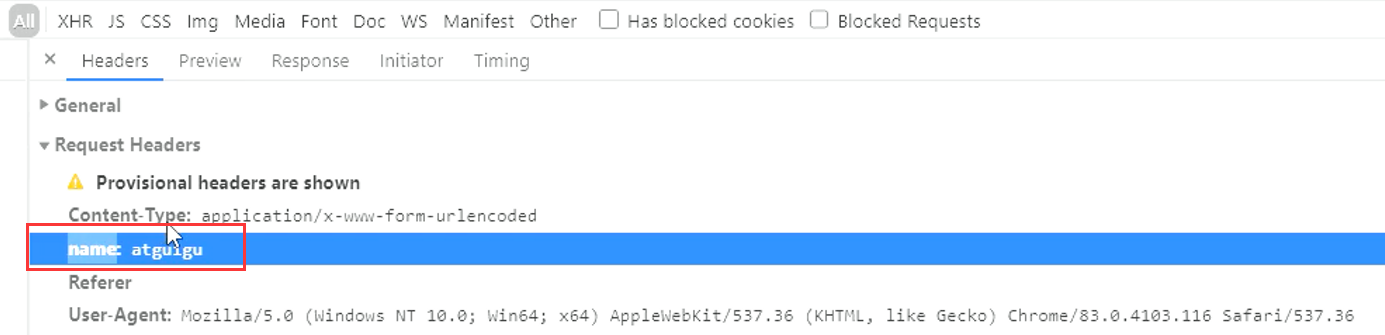 All XHR JS CSS Img Media Font Doc WS Manifest Other Has blocked cookies Blocked Requests
× Headers Preview Response Initiator Timing
General
Request Headers
Provisional headers are shown
Content-Type: application/x-www-form-urlencoded
name: atguigu
Referer
User-Agent: Mozilla/5.0 (Windows NT 10.0; Win64; x64) AppleWebKit/537.36 (KHTML, like Gecko) Chrome/83.0.4103.116 Safari/537.36